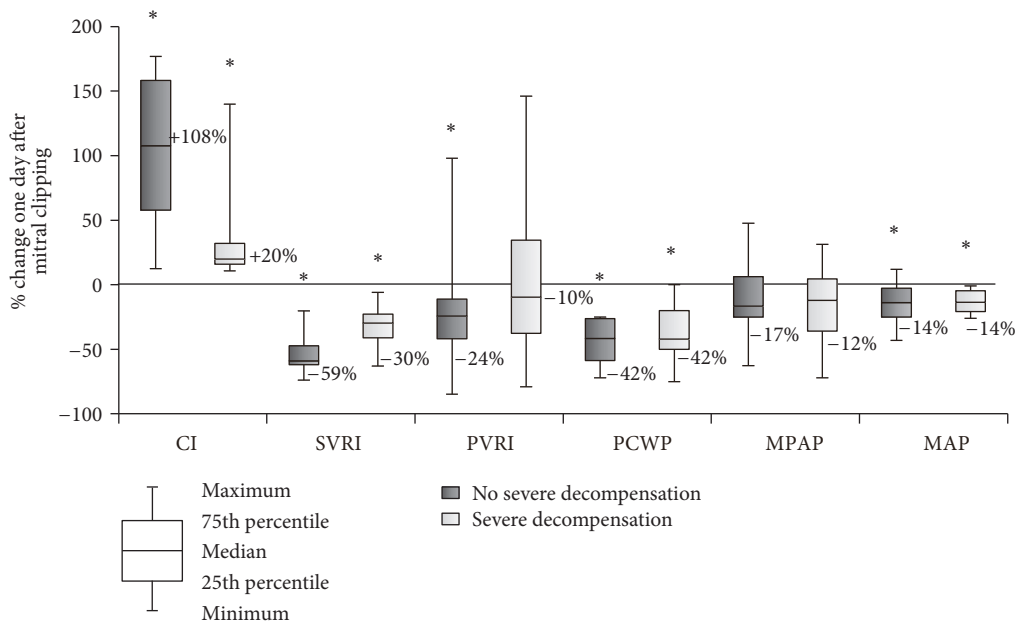 % change one day after
mitral clipping
200
150
100
50
0
−50
−100
*
*
*
*
*
*
*
*
*
+108%
+20%
−59%
−30%
−24%
−10%
−42%
−42%
−17%
−12%
−14%
−14%
CI
SVRI
PVRI
PCWP
MPAP
MAP
Maximum
75th percentile
Median
25th percentile
Minimum
No severe decompensation
Severe decompensation